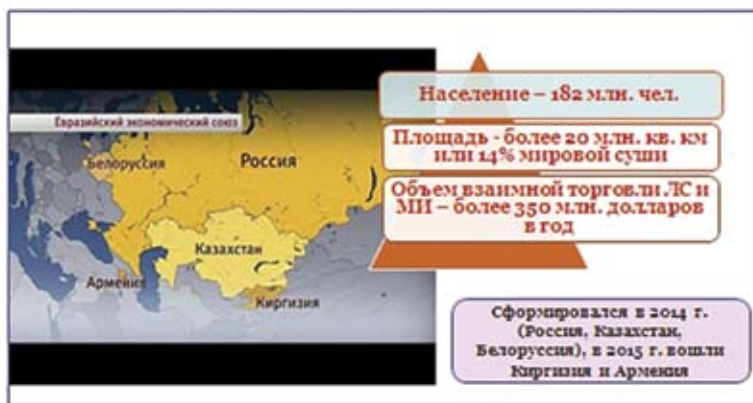 Евразийский экономический союз
Белоруссия
Россия
Казахстан
Армения
Киргизия
Население – 182 млн. чел.
Площадь - более 20 млн. кв. км
или 14% мировой суши
Объем взаимной торговли ЛС и
МИ – более 350 млн. долларов
в год
Сформировался в 2014 г.
(Россия, Казахстан,
Белоруссия), в 2015 г. вошли
Киргизия и Армения